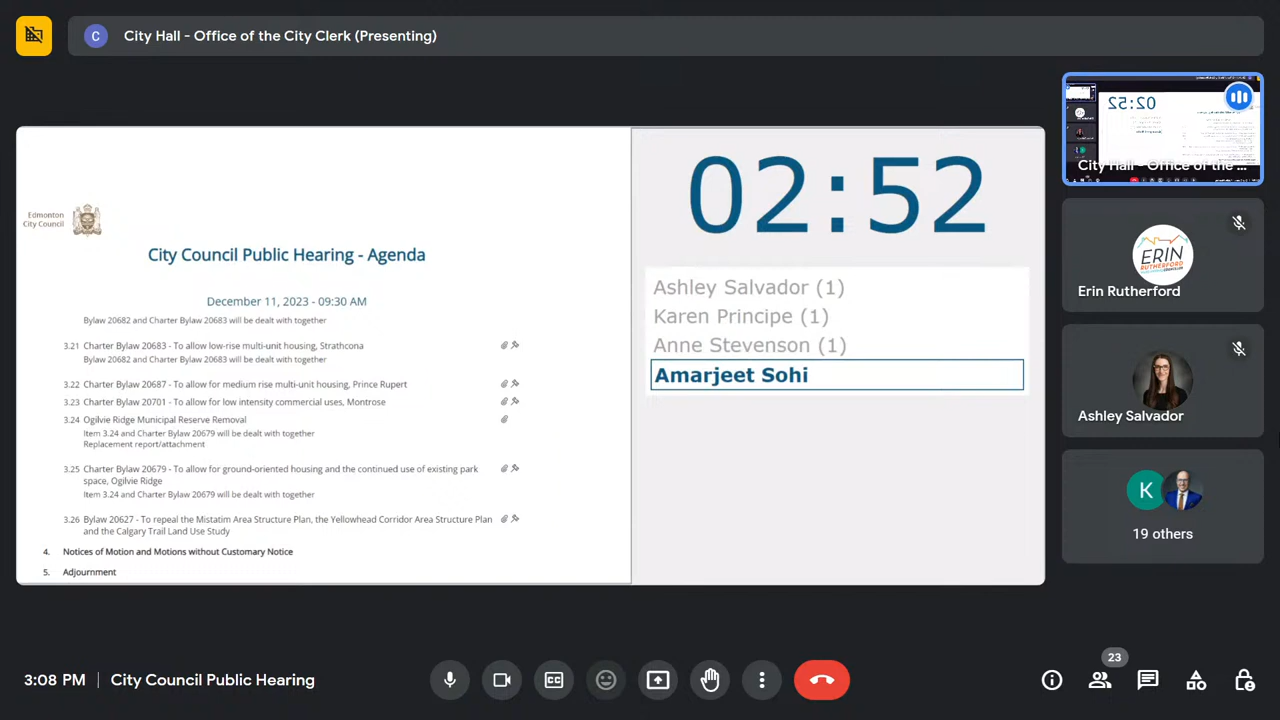 C City Hall - Office of the City Clerk (Presenting)
Edmonton
City Council
City Council Public Hearing - Agenda
December 11, 2023 - 09:30 AM
Bylaw 20682 and Charter Bylaw 20683 will be dealt with together
3.21 Charter Bylaw 20683 - To allow low-rise multi-unit housing, Strathcona
Bylaw 20682 and Charter Bylaw 20683 will be dealt with together
3.22 Charter Bylaw 20687 - To allow for medium rise multi-unit housing, Prince Rupert
3.23 Charter Bylaw 20701 - To allow for low intensity commercial uses, Montrose
3.24 Ogilvie Ridge Municipal Reserve Removal
Item 3.24 and Charter Bylaw 20679 will be dealt with together
Replacement report/attachment
3.25 Charter Bylaw 20679 - To allow for ground-oriented housing and the continued use of existing park
space, Ogilvie Ridge
Item 3.24 and Charter Bylaw 20679 will be dealt with together
3.26 Bylaw 20627 - To repeal the Mistatim Area Structure Plan, the Yellowhead Corridor Area Structure Plan
and the Calgary Trail Land Use Study
4. Notices of Motion and Motions without Customary Notice
5. Adjournment
02:52
Ashley Salvador (1)
Karen Principe (1)
Anne Stevenson (1)
Amarjeet Sohi
02:52
City Hall - Office of the ...
ERIN
RUTHERFORD
Erin Rutherford
Ashley Salvador
K
19 others
3:08 PM | City Council Public Hearing
CC
23